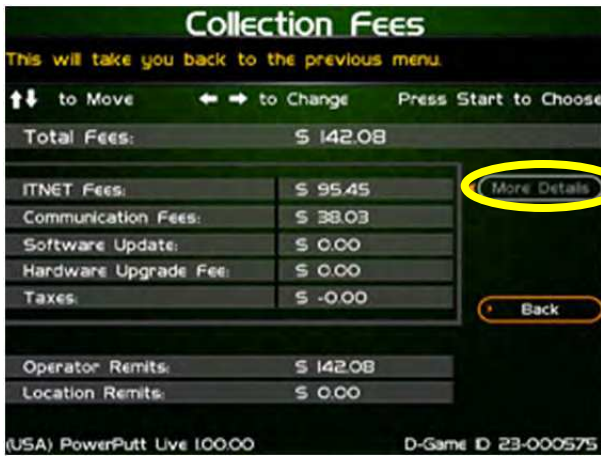 Collection Fees
This will take you back to the previous menu.
to Move to Change Press Start to Choose
Total Fees: $ 142.08
ITNET Fees: $ 95.45
More Details
Communication Fees: $ 38.03
Software Update: $ 0.00
Hardware Upgrade Fee: $ 0.00
Taxes: $ -0.00
Back
Operator Remits: $ 142.08
Location Remits: $ 0.00
(USA) PowerPutt Live 1.00.00 D-Game ID 23-000575